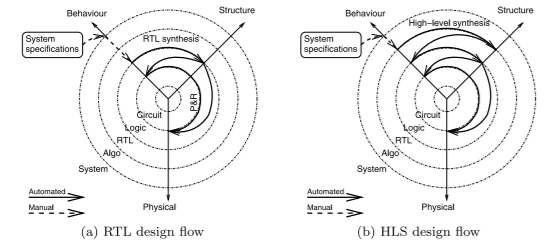 Behaviour
Structure
System
specifications
RTL synthesis
P&R
Circuit
Logic
RTL
Algo
System
Automated
Manual
Physical
(a) RTL design flow
Behaviour
Structure
System
specifications
High-level synthesis
Circuit
Logic
RTL
Algo
System
Automated
Manual
Physical
(b) HLS design flow